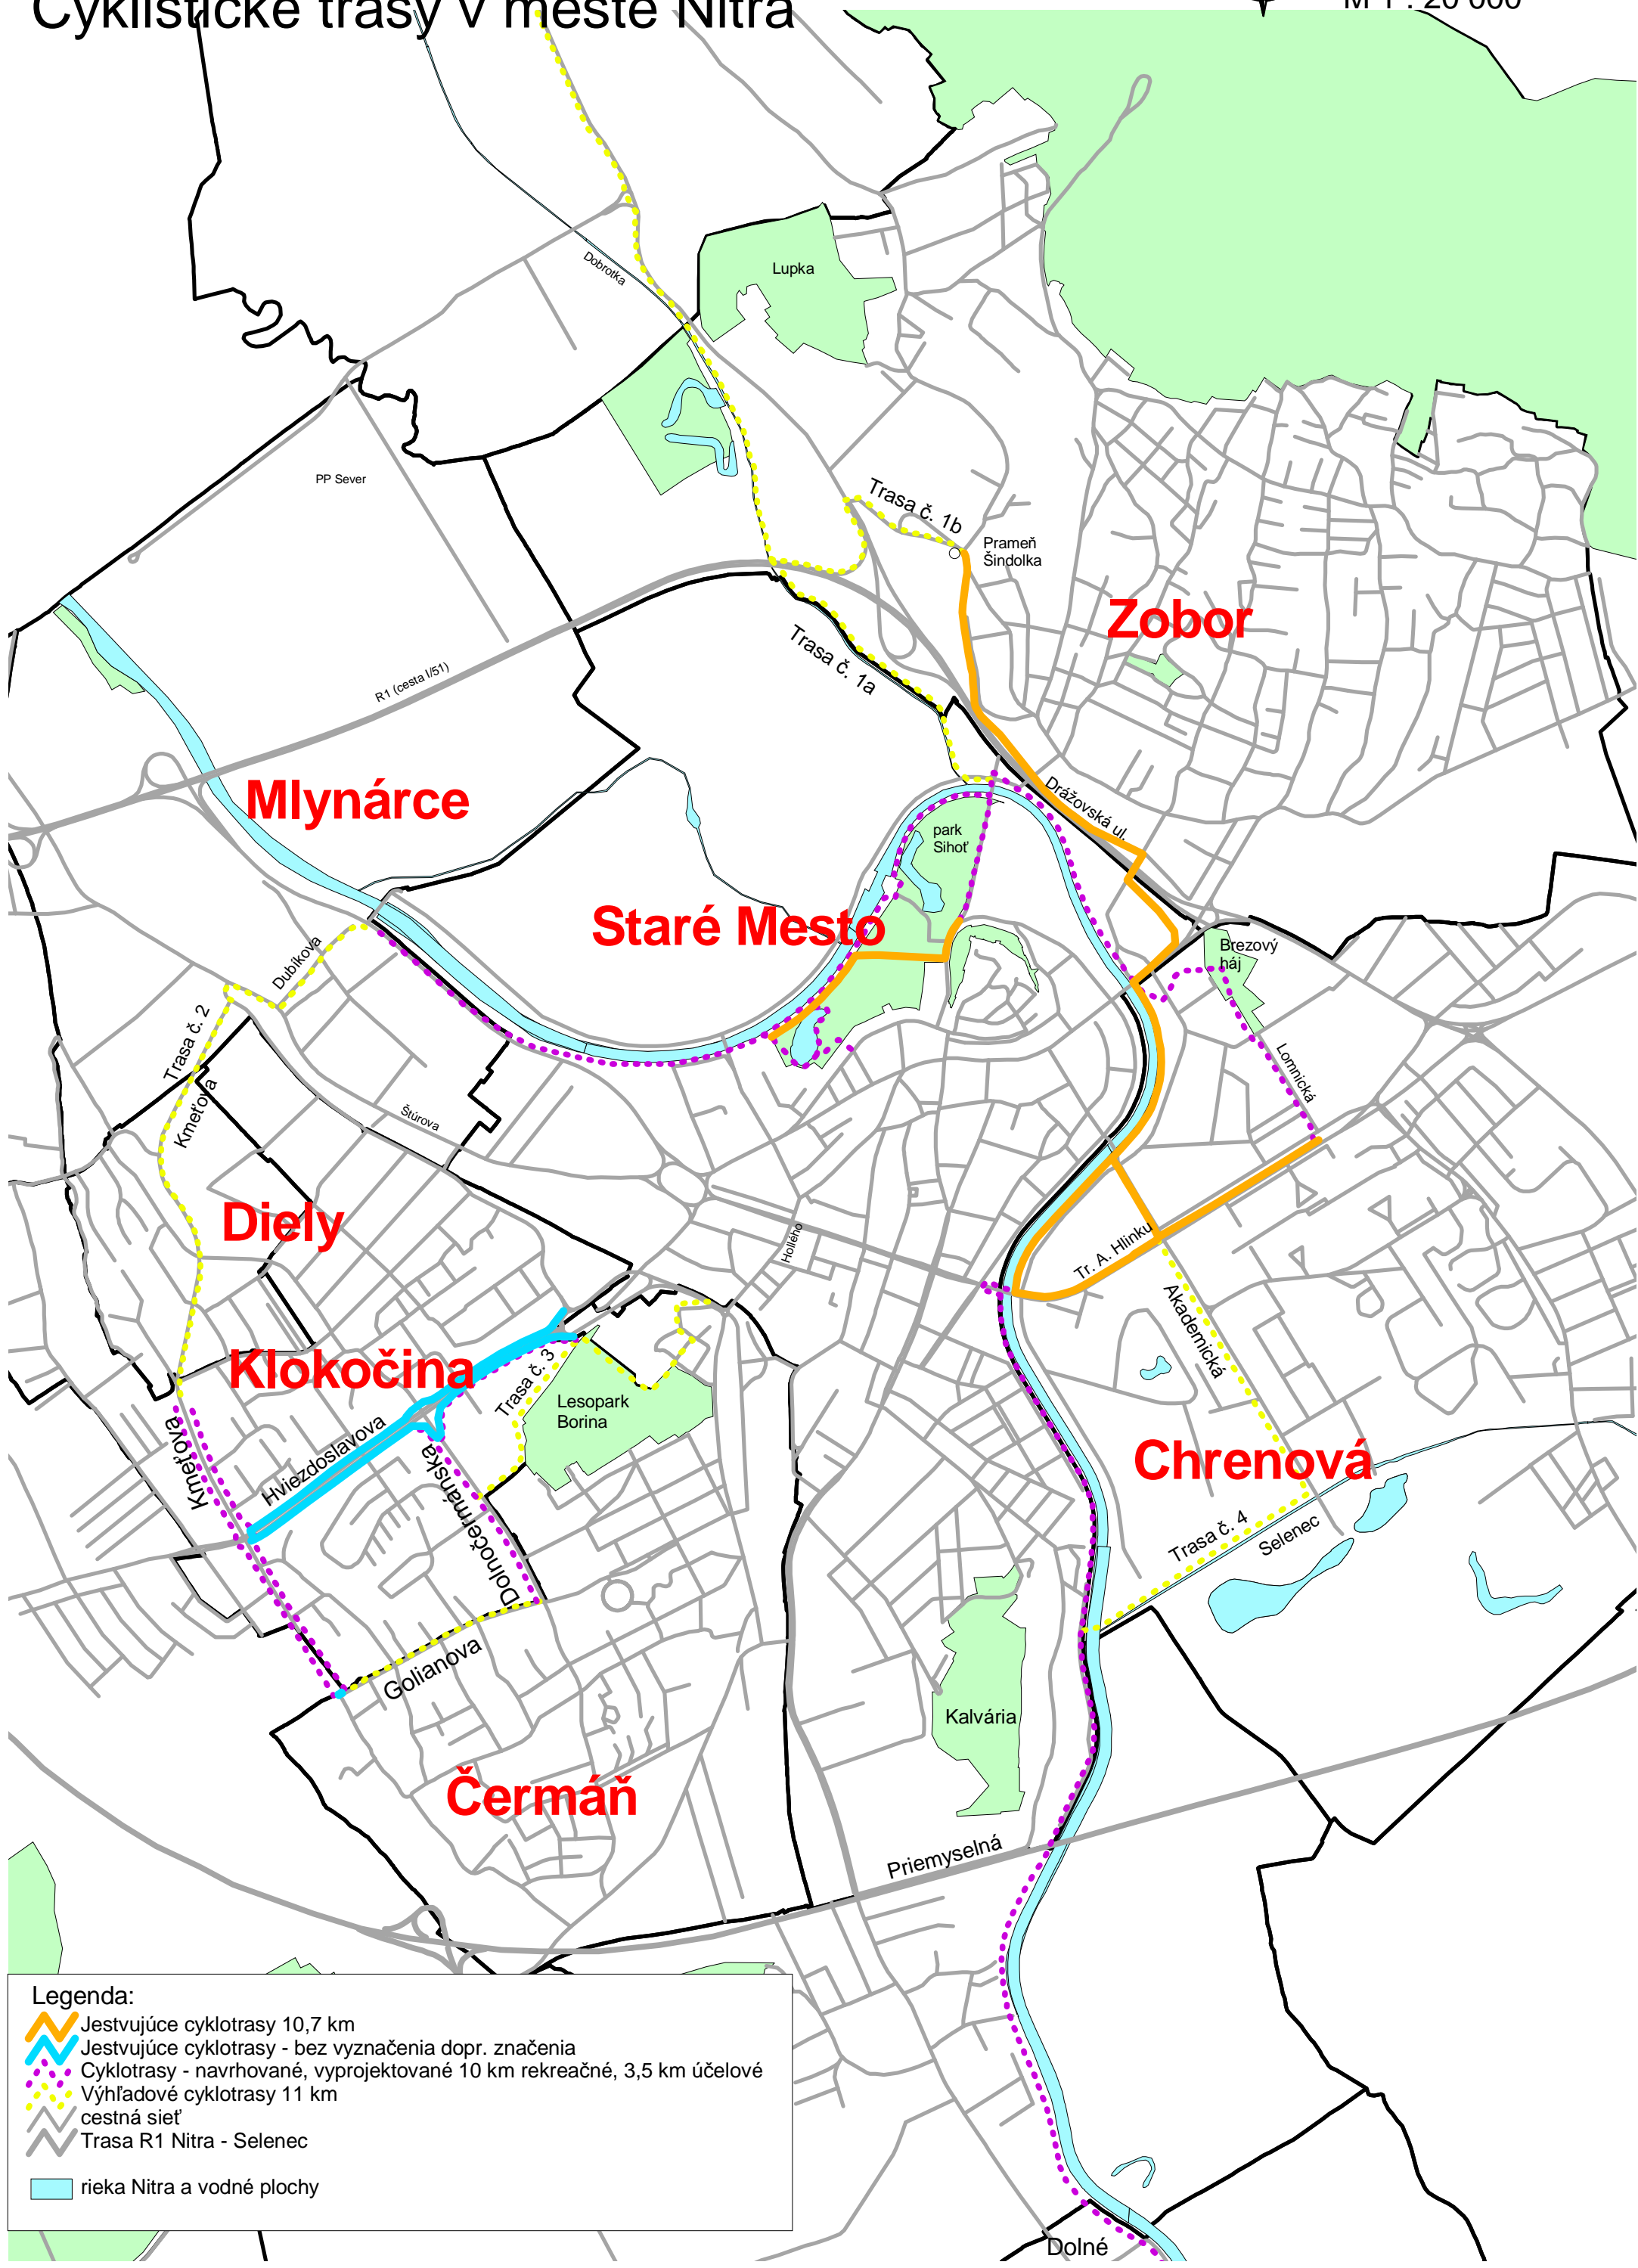 Cyklistické trasy v meste Nitra
M 1 : 20 000
Lupka
Dobrotka
PP Sever
Trasa č. 1b
Prameň
Šindolka
Zobor
Trasa č. 1a
R1 (cesta I/51)
Mlynárce
Drážovská ul.
park
Sihoť
Staré Mesto
Brezový
háj
Dubíkova
Trasa č. 2
Lomnická
Kmeťova
Štúrova
Diely
Hollého
Tr. A. Hlinku
Akademická
Klokočina
Trasa č. 3
Lesopark
Borina
Kmeťova
Hviezdoslavova
Dolnočermánska
Chrenová
Trasa č. 4
Selenec
Golianova
Kalvária
Čermáň
Priemyselná
Legenda:
Jestvujúce cyklotrasy 10,7 km
Jestvujúce cyklotrasy - bez vyznačenia dopr. značenia
Cyklotrasy - navrhované, vyprojektované 10 km rekreačné, 3,5 km účelové
Výhľadové cyklotrasy 11 km
cestná sieť
Trasa R1 Nitra - Selenec
rieka Nitra a vodné plochy
Dolné